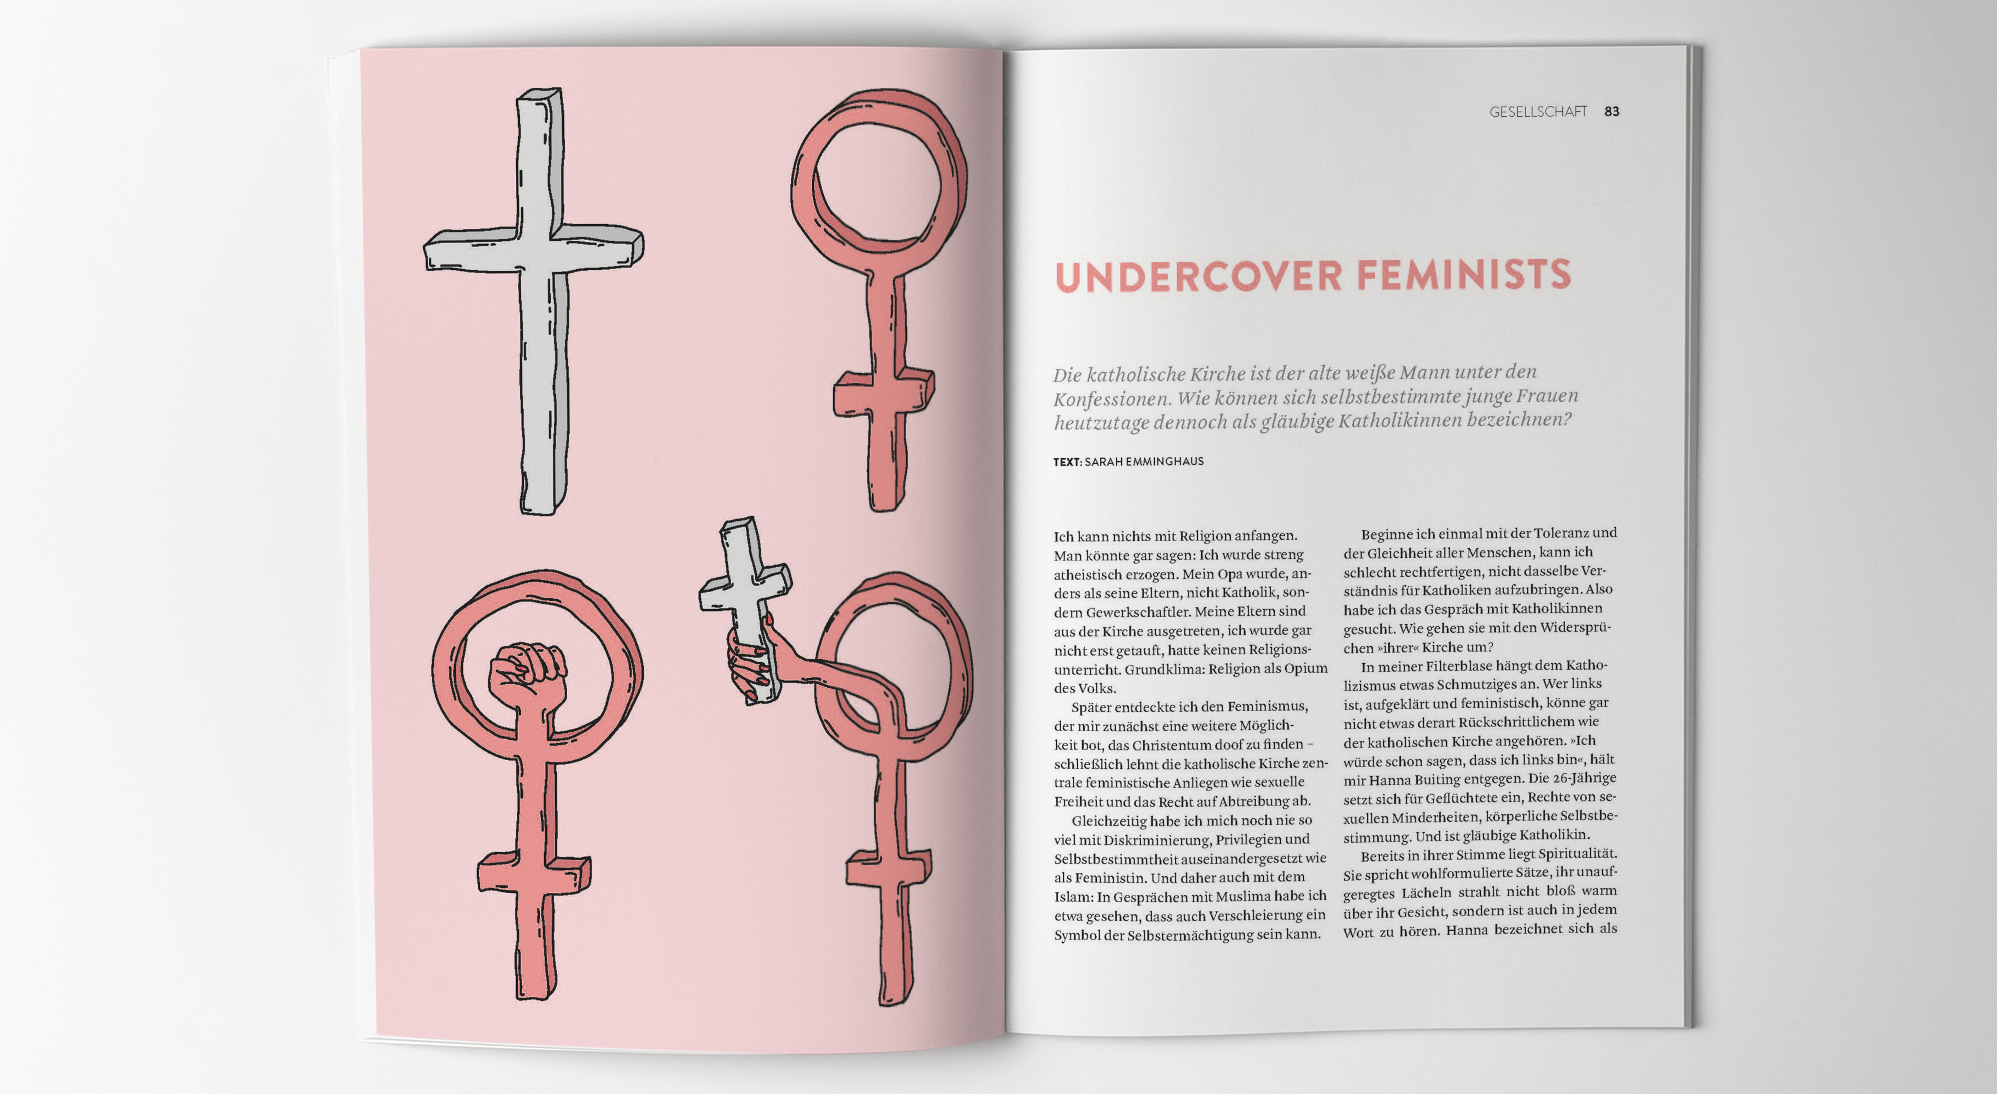 GESELLSCHAFT 83
UNDERCOVER FEMINISTS
Die katholische Kirche ist der alte weiße Mann unter den
Konfessionen. Wie können sich selbstbestimmte junge Frauen
heutzutage dennoch als gläubige Katholikinnen bezeichnen?
TEXT: SARAH EMMINGHAUS
Ich kann nichts mit Religion anfangen.
Man könnte gar sagen: Ich wurde streng
atheistisch erzogen. Mein Opa wurde, an-
ders als seine Eltern, nicht Katholik, son-
dern Gewerkschaftler. Meine Eltern sind
aus der Kirche ausgetreten, ich wurde gar
nicht erst getauft, hatte keinen Religions-
unterricht. Grundklima: Religion als Opium
des Volks.
Später entdeckte ich den Feminismus,
der mir zunächst eine weitere Möglich-
keit bot, das Christentum doof zu finden –
schließlich lehnt die katholische Kirche zen-
trale feministische Anliegen wie sexuelle
Freiheit und das Recht auf Abtreibung ab.
Gleichzeitig habe ich mich noch nie so
viel mit Diskriminierung, Privilegien und
Selbstbestimmtheit auseinandergesetzt wie
als Feministin. Und daher auch mit dem
Islam: In Gesprächen mit Muslima habe ich
etwa gesehen, dass auch Verschleierung ein
Symbol der Selbstermächtigung sein kann.
Beginne ich einmal mit der Toleranz und
der Gleichheit aller Menschen, kann ich
schlecht rechtfertigen, nicht dasselbe Ver-
ständnis für Katholiken aufzubringen. Also
habe ich das Gespräch mit Katholikinnen
gesucht. Wie gehen sie mit den Widersprü-
chen »ihrer« Kirche um?
In meiner Filterblase hängt dem Katho-
lizismus etwas Schmutziges an. Wer links
ist, aufgeklärt und feministisch, könne gar
nicht etwas derart Rückschrittlichem wie
der katholischen Kirche angehören. »Ich
würde schon sagen, dass ich links bin«, hält
mir Hanna Buiting entgegen. Die 26-Jährige
setzt sich für Geflüchtete ein, Rechte von se-
xuellen Minderheiten, körperliche Selbstbe-
stimmung. Und ist gläubige Katholikin.
Bereits in ihrer Stimme liegt Spiritualität.
Sie spricht wohlformulierte Sätze, ihr unauf-
geregtes Lächeln strahlt nicht bloß warm
über ihr Gesicht, sondern ist auch in jedem
Wort zu hören. Hanna bezeichnet sich als